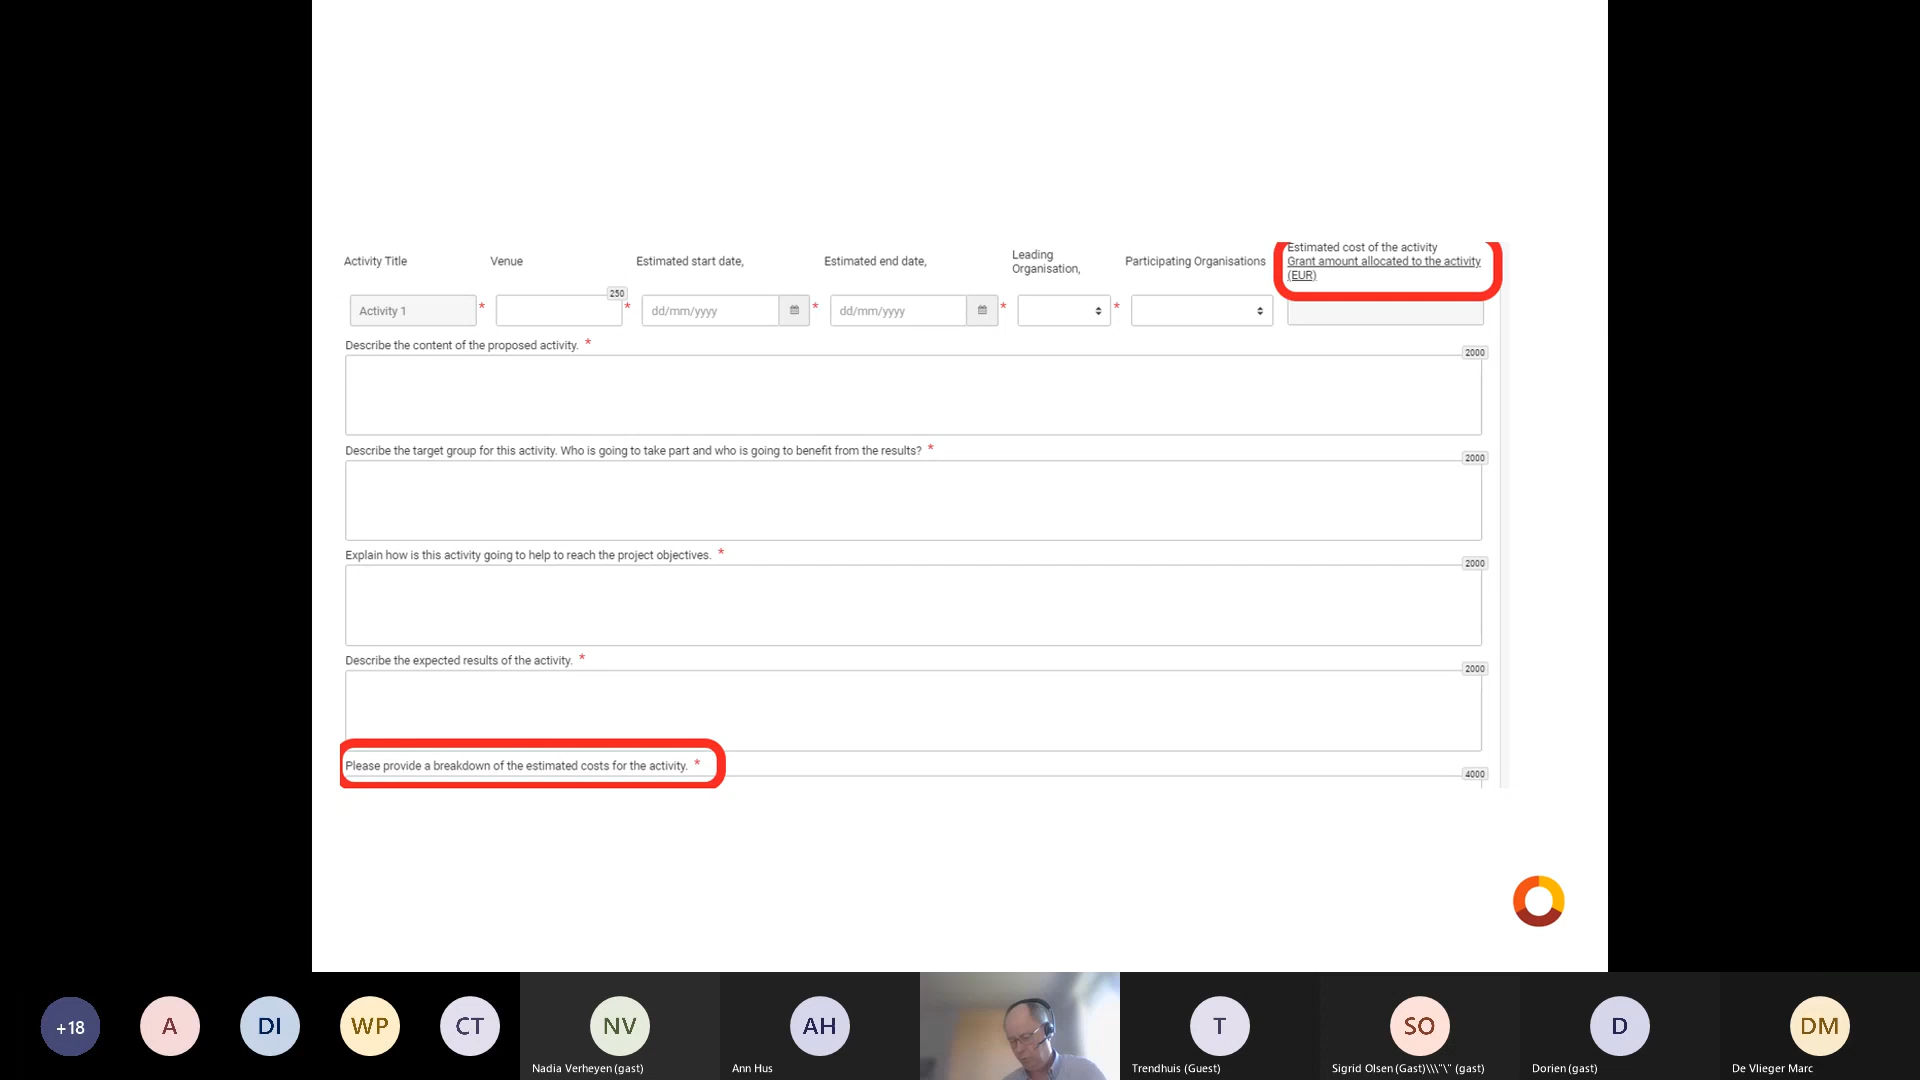 Estimated cost of the activity
Activity Title Venue Estimated start date, Estimated end date, Leading Organisation, Participating Organisations Grant amount allocated to the activity
(EUR)
250
Activity 1 * * dd/mm/yyyy * dd/mm/yyyy * *
Describe the content of the proposed activity. *
2000
Describe the target group for this activity. Who is going to take part and who is going to benefit from the results? *
2000
Explain how is this activity going to help to reach the project objectives. *
2000
Describe the expected results of the activity. *
2000
Please provide a breakdown of the estimated costs for the activity. *
4000
+18 A DI WP CT NV AH T SO D DM
Nadia Verheyen (gast) Ann Hus Trendhuis (Guest) Sigrid Olsen (Gast)\\\"\" (gast) Dorien (gast) De Vlieger Marc